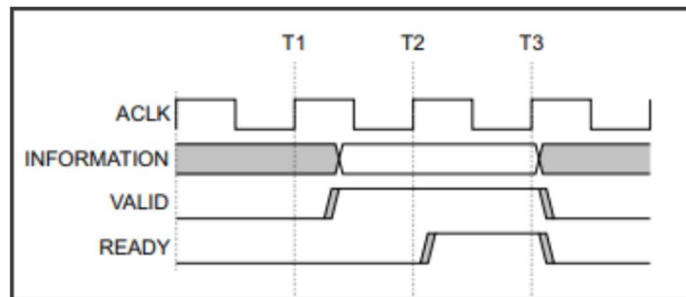 T1 T2 T3
ACLK
INFORMATION
VALID
READY